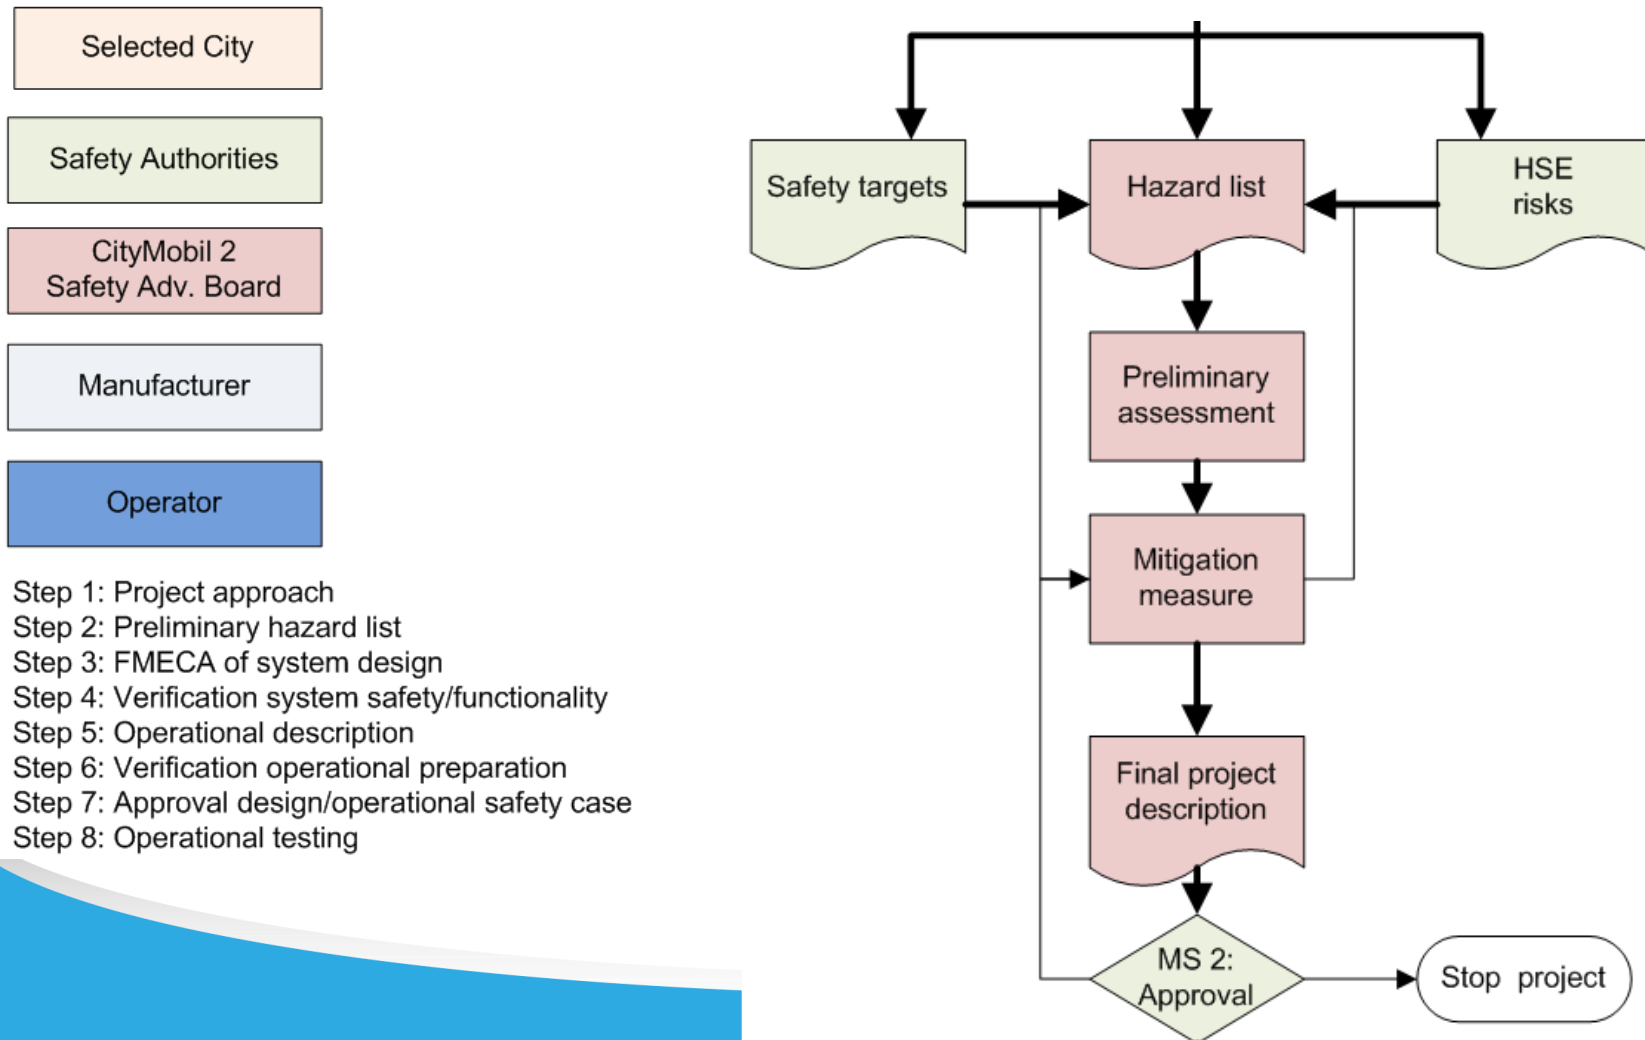 Selected City
Safety Authorities
CityMobil 2
Safety Adv. Board
Manufacturer
Operator
Step 1: Project approach
Step 2: Preliminary hazard list
Step 3: FMECA of system design
Step 4: Verification system safety/functionality
Step 5: Operational description
Step 6: Verification operational preparation
Step 7: Approval design/operational safety case
Step 8: Operational testing
Safety targets
Hazard list
HSE
risks
Preliminary
assessment
Mitigation
measure
Final project
description
MS 2:
Approval
Stop project